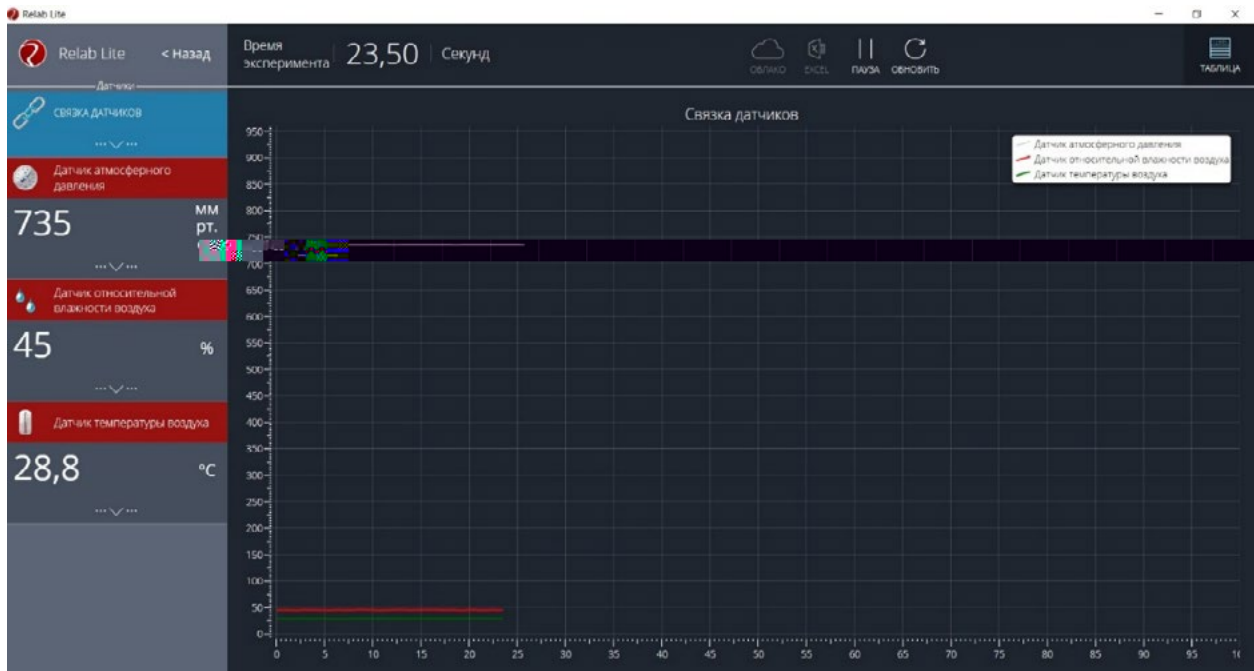 Relab Lite
Relab Lite
< Назад
Время
эксперимента
23,50
Секунд
ОБЛАКО
EXCEL
ПАУЗА
ОБНОВИТЬ
ТАБЛИЦА
Датчики
СВЯЗКА ДАТЧИКОВ
Датчик атмосферного
давления
735
мм
рт.
Датчик относительной
влажности воздуха
45
%
Датчик температуры воздуха
28,8
°C
Связка датчиков
Датчик атмосферного давления
Датчик относительной влажности воздуха
Датчик температуры воздуха
950
900
850
800
750
700
650
600
550
500
450
400
350
300
250
200
150
100
50
0
0 5 10 15 20 25 30 35 40 45 50 55 60 65 70 75 80 85 90 95